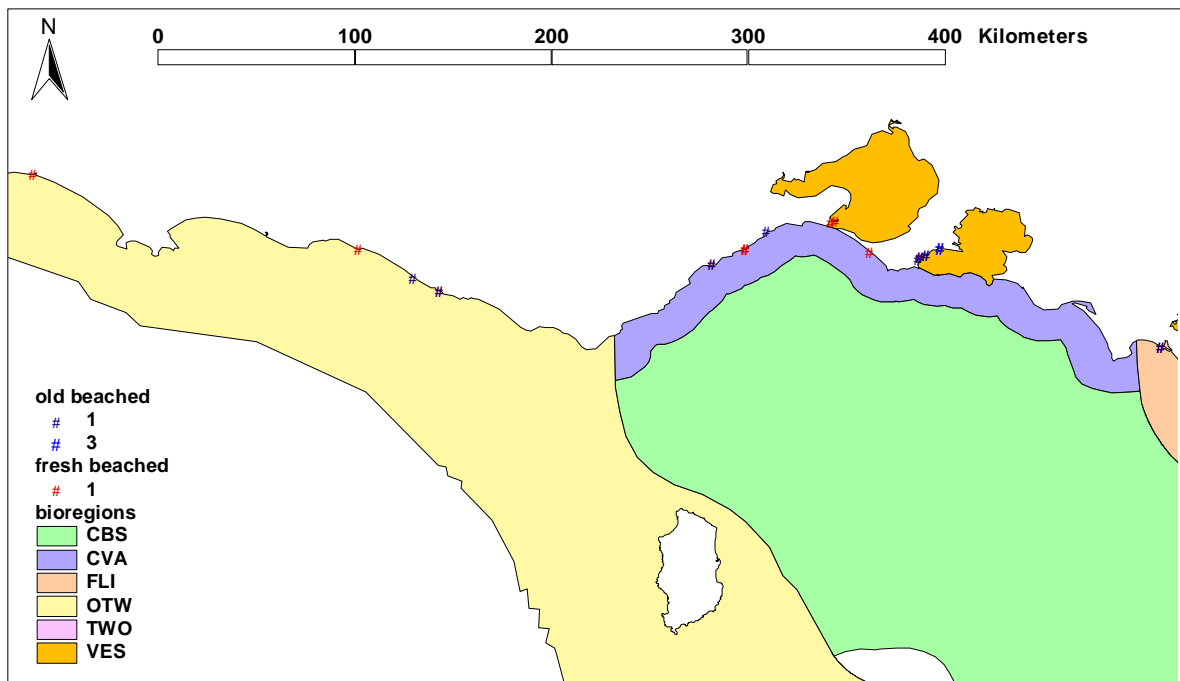 N
0 100 200 300 400 Kilometers
old beached
# 1
# 3
fresh beached
# 1
bioregions
CBS
CVA
FLI
OTW
TWO
VES